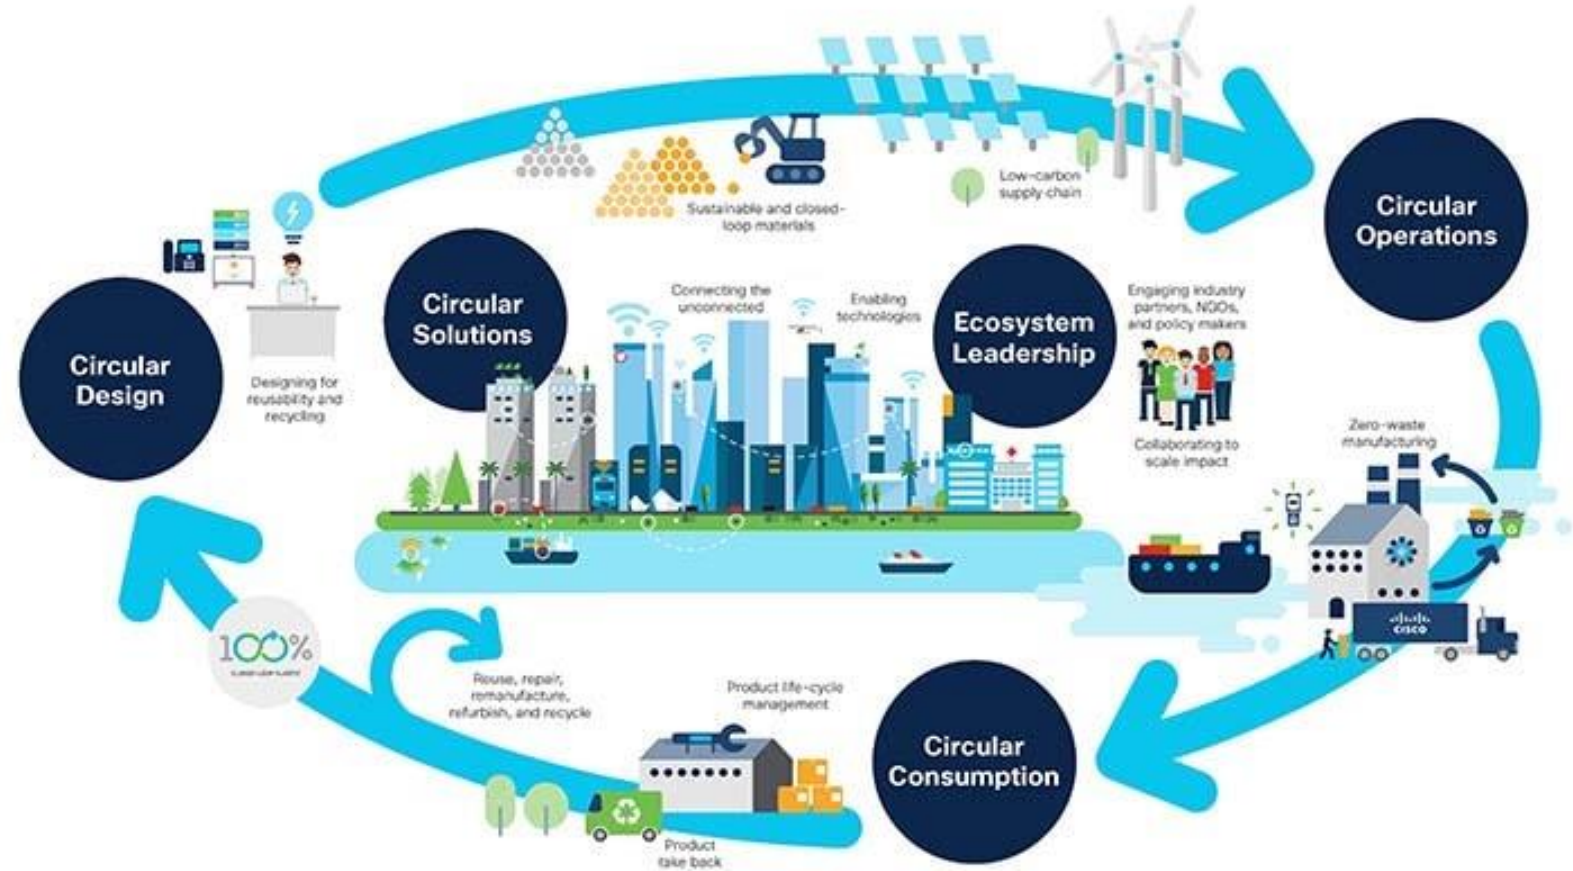 Circular
Design
Designing for
reusability and
recycling
Sustainable and closed-
loop materials
Low-carbon
supply chain
Circular
Operations
Circular
Solutions
Connecting the
unconnected
Enabling
technologies
Ecosystem
Leadership
Engaging industry
partners, NGOs,
and policy makers
Collaborating to
scale impact
Zero-waste
manufacturing
CISCO
Circular
Consumption
Product life-cycle
management
Product
take back
Reuse, repair,
remanufacture,
refurbish, and recycle
100%